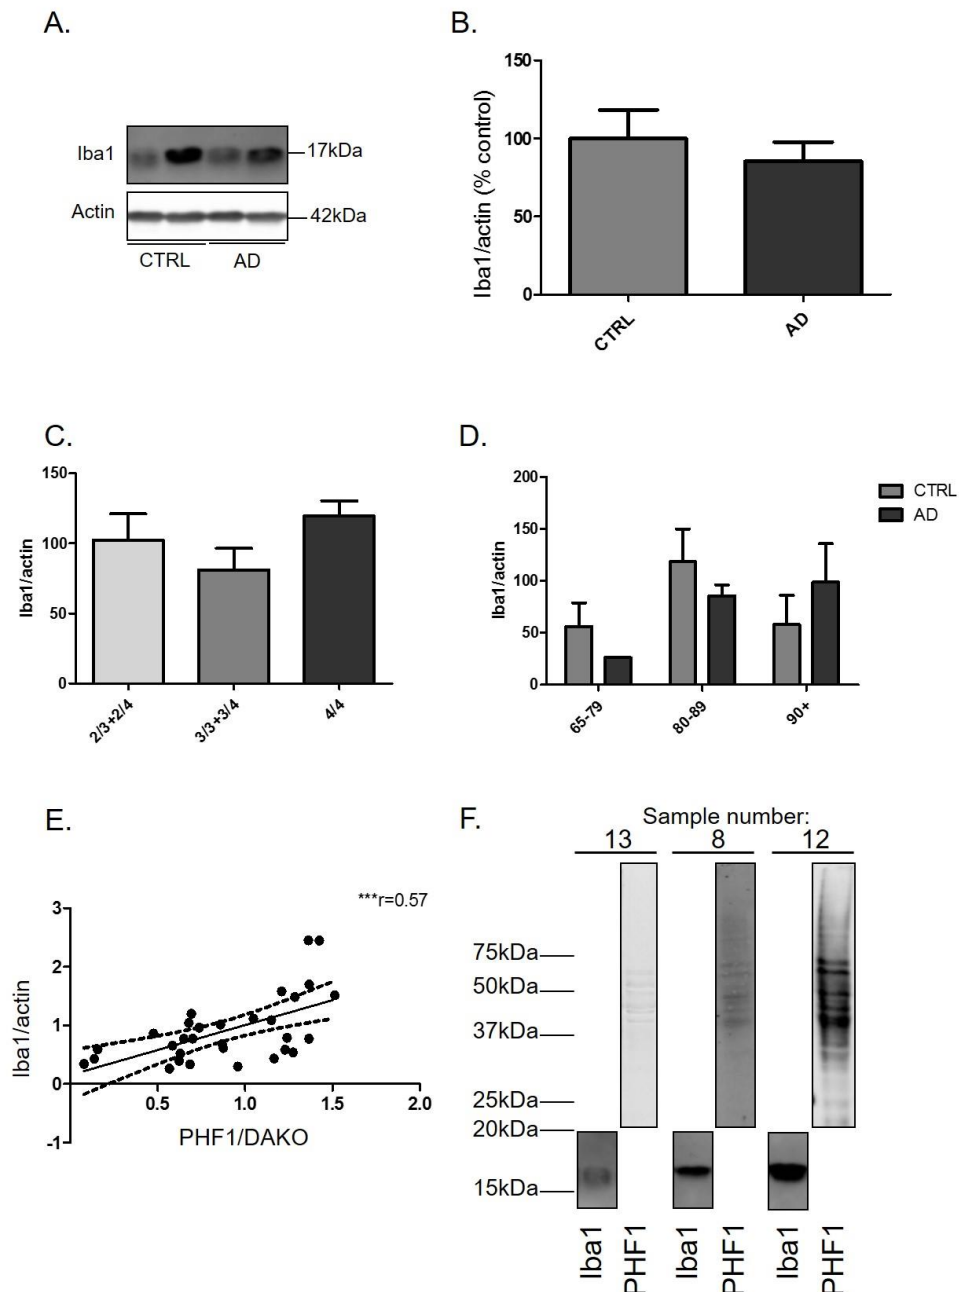 A.
Iba1
17kDa
Actin
42kDa
CTRL AD
B.
Iba1/actin (% control)
150
100
50
0
CTRL AD
C.
Iba1/actin
150
100
50
0
2/3+2/4 3/3+3/4 4/4
D.
Iba1/actin
200
150
100
50
0
65-79 80-89 90+
CTRL
AD
E.
***r=0.57
Iba1/actin
3
2
1
0
-1
0.5 1.0 1.5 2.0
PHF1/DAKO
F.
Sample number:
13 8 12
75kDa
50kDa
37kDa
25kDa
20kDa
15kDa
Iba1 PHF1 Iba1 PHF1 Iba1 PHF1